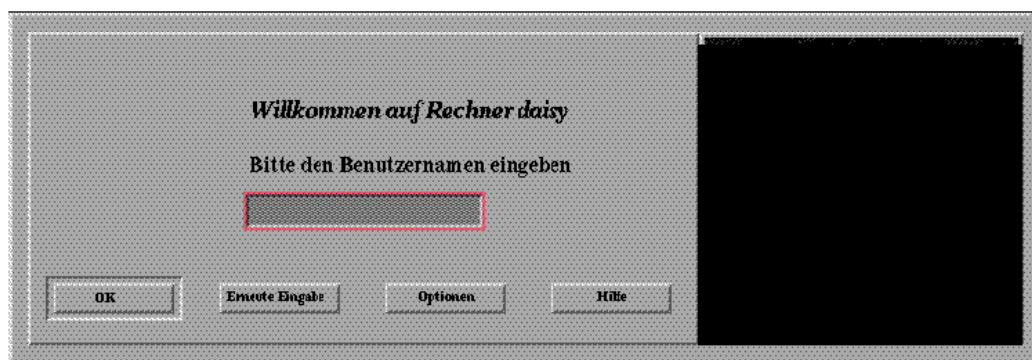 Willkommen auf Rechner daisy
Bitte den Benutzernamen eingeben
OK
Erneute Eingabe
Optionen
Hilfe